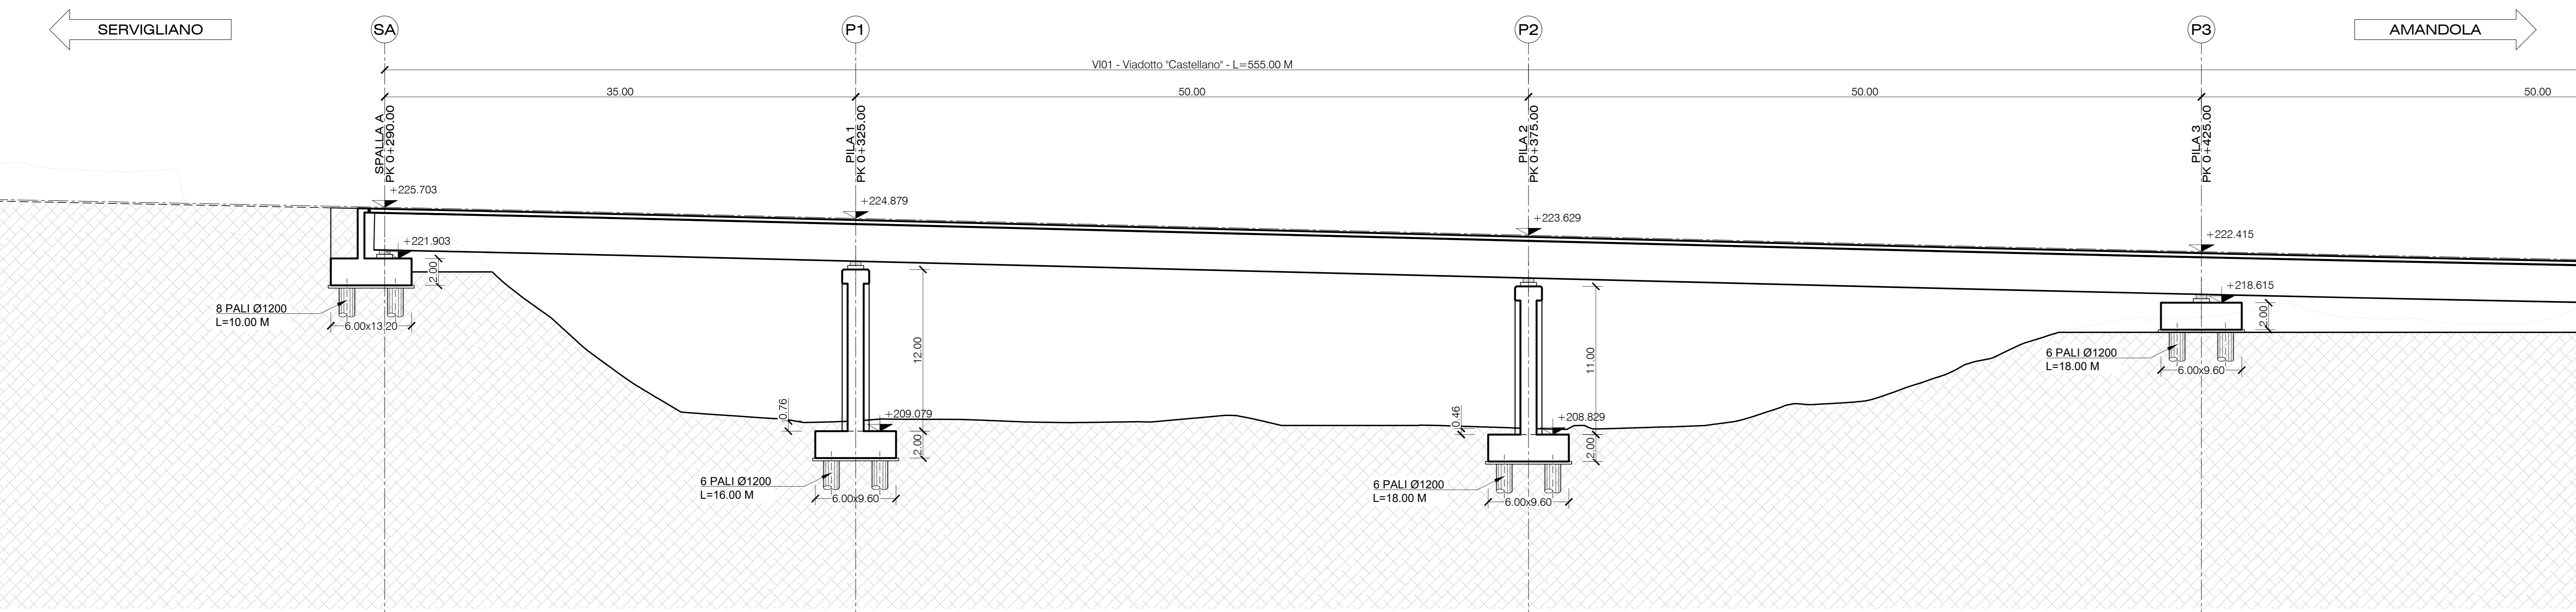 SERVIGLIANO
SA
P1
P2
P3
AMANDOLA
VI01 - Viadotto "Castellano" - L=555.00 M
35.00
50.00
50.00
50.00
SPALLA A
PK 0+290.00
PILA 1
PK 0+325.00
PILA 2
PK 0+375.00
PILA 3
PK 0+425.00
+225.703
+224.879
+223.629
+222.415
+221.903
2.00
8 PALI Ø1200
L=10.00 M
6.00x13.20
12.00
0.76
+209.079
2.00
6 PALI Ø1200
L=16.00 M
6.00x9.60
11.00
0.46
+208.829
2.00
6 PALI Ø1200
L=18.00 M
6.00x9.60
+218.615
2.00
6 PALI Ø1200
L=18.00 M
6.00x9.60